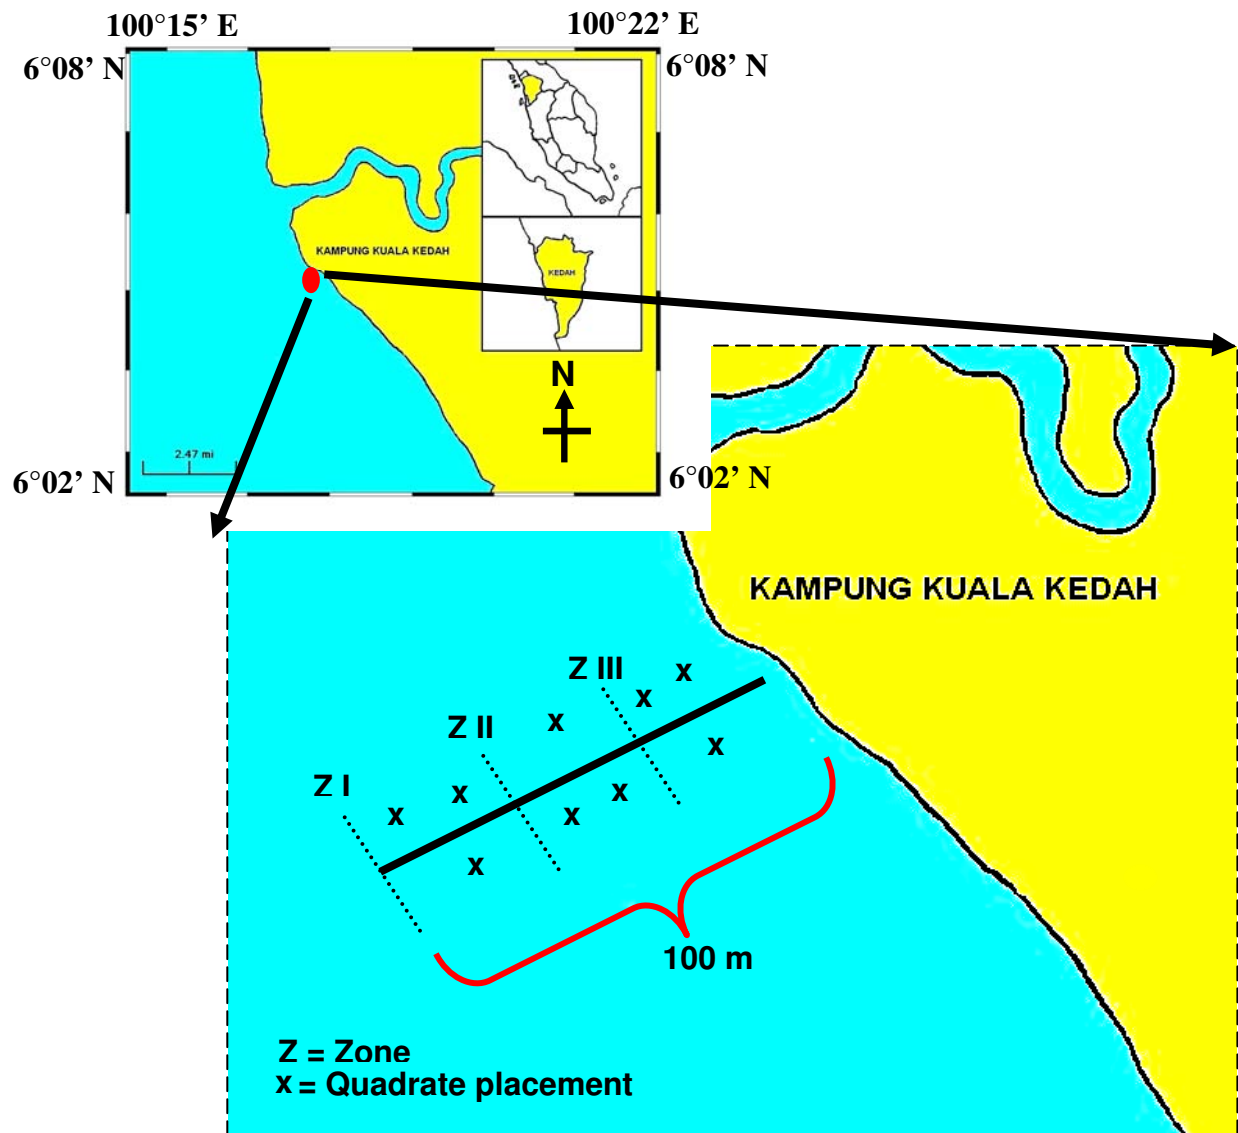 100°15’ E
100°22’ E
6°08’ N
6°08’ N
KAMPUNG KUALA KEDAH
KEDAH
N
2.47 mi
6°02’ N
6°02’ N
KAMPUNG KUALA KEDAH
Z III
x
x
Z II
x
x
Z I
x
x
x
x
x
100 m
Z = Zone
x = Quadrate placement